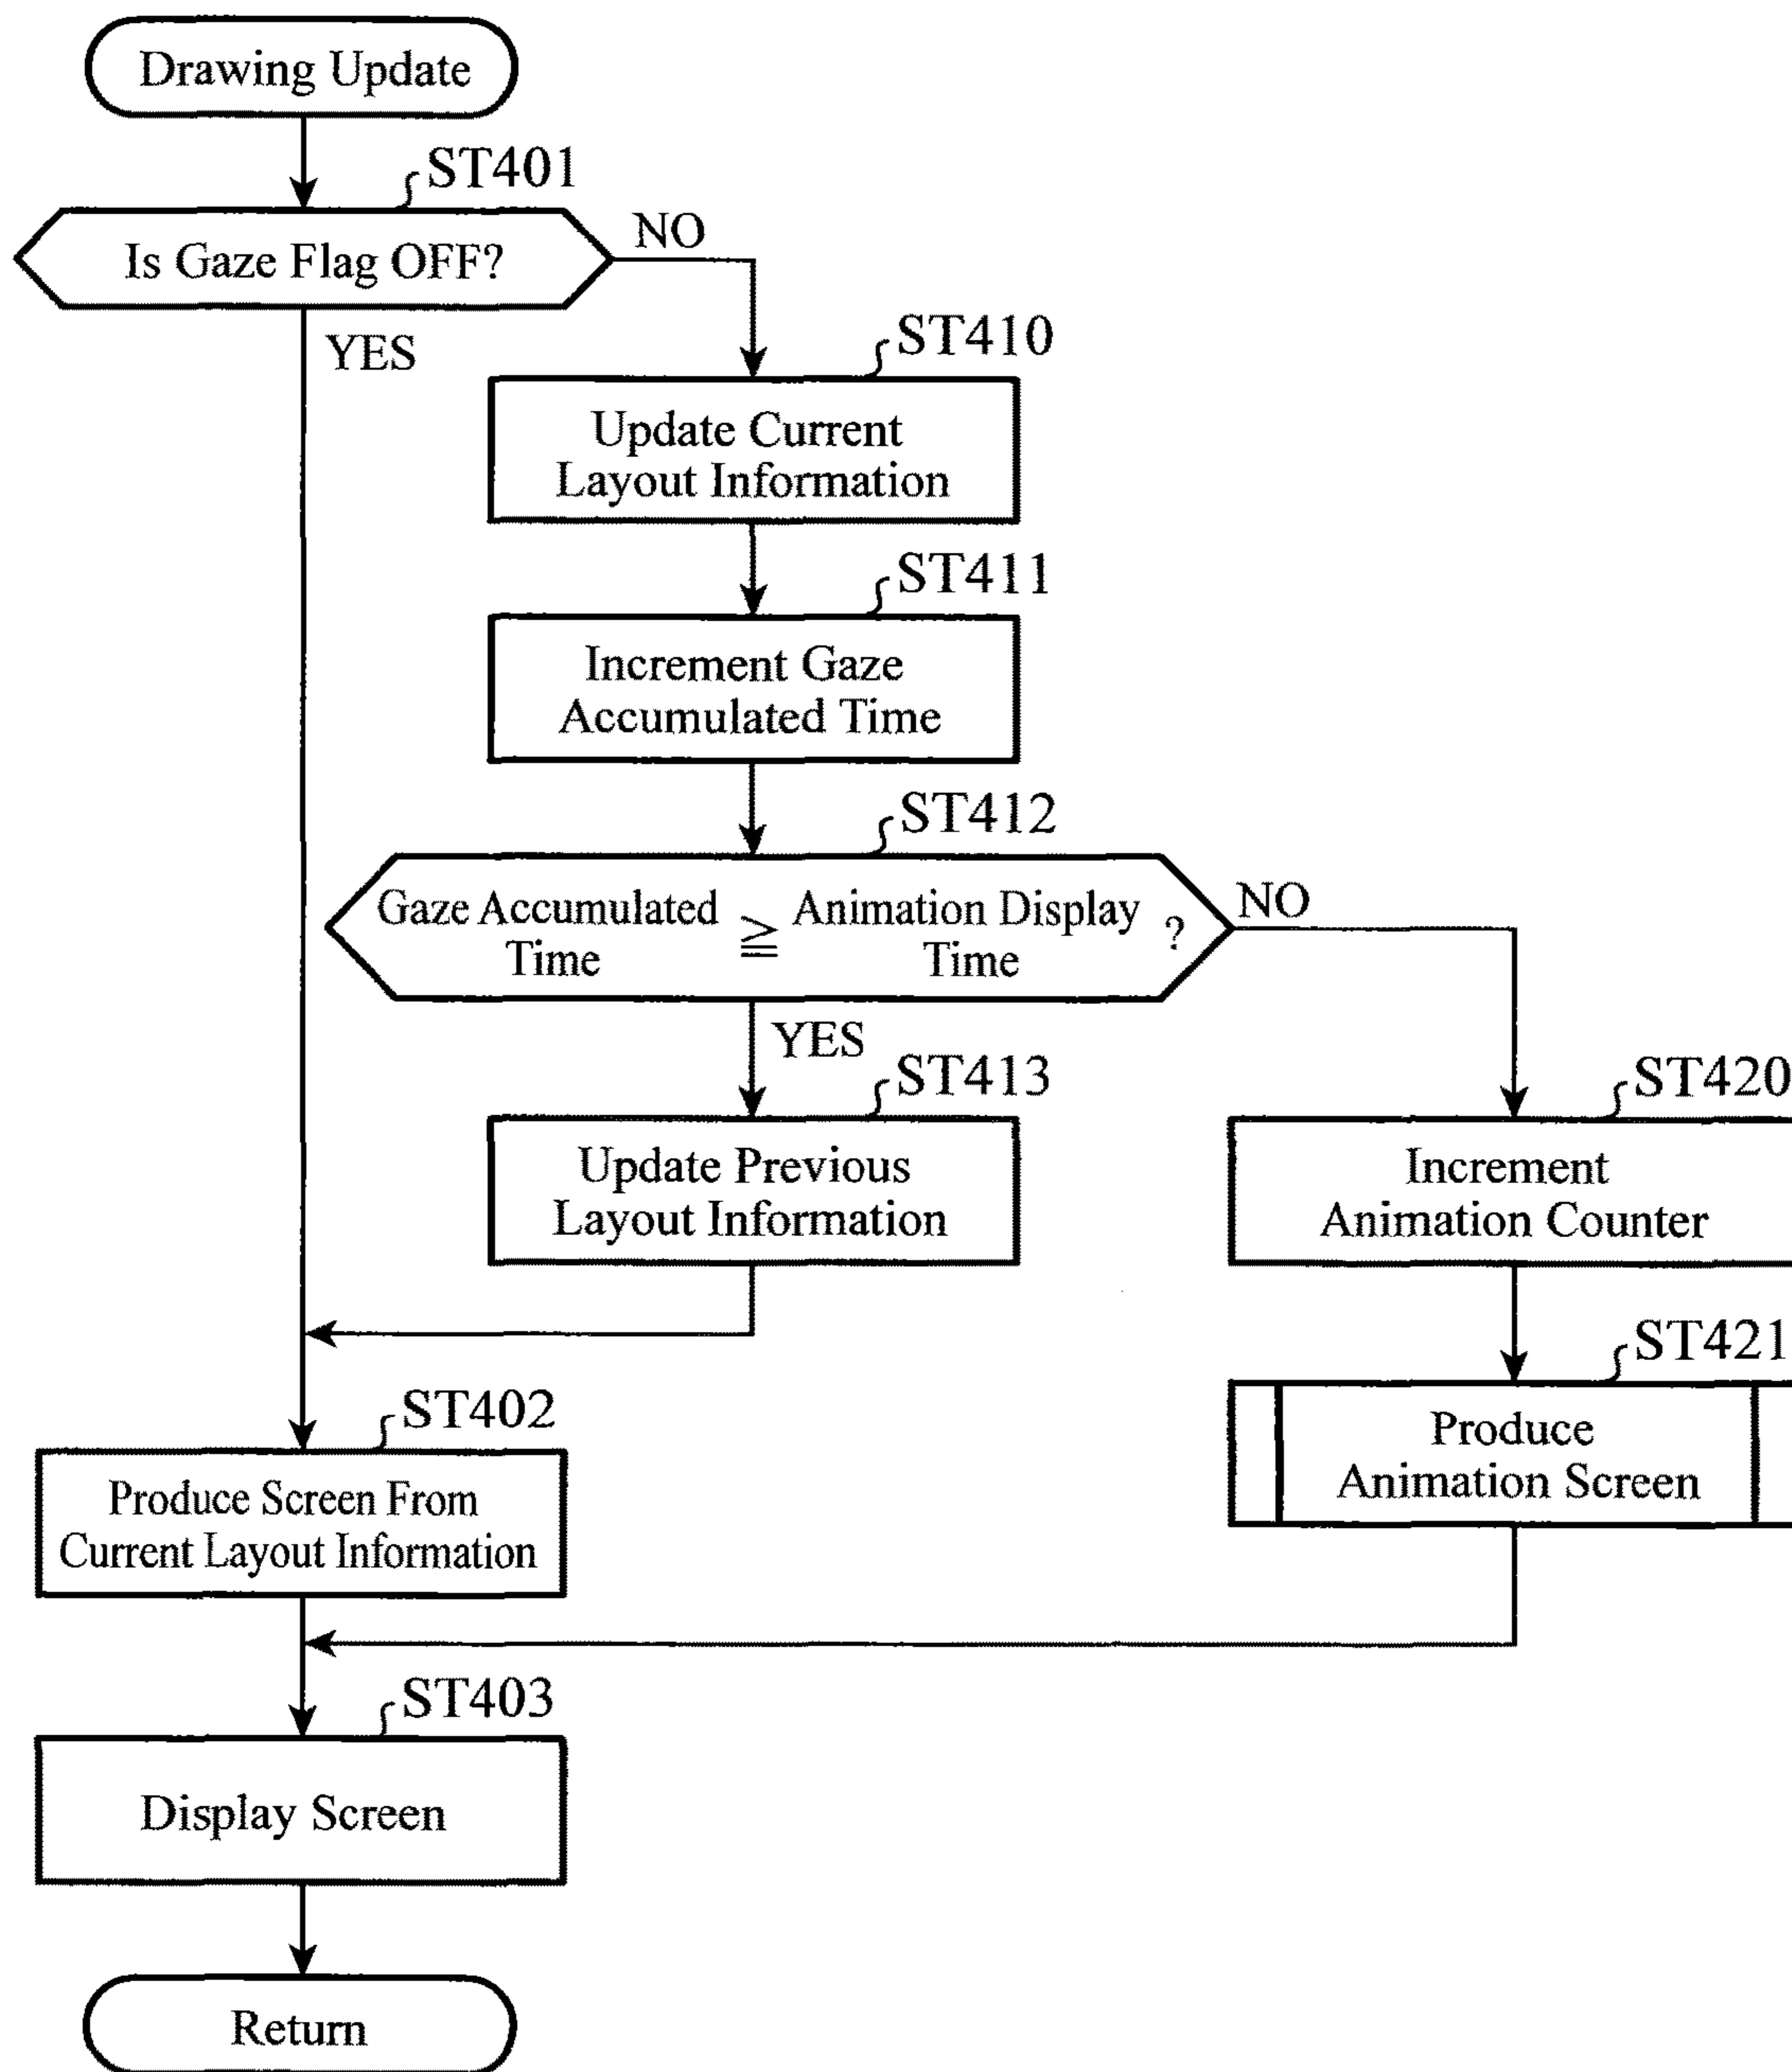 Drawing Update
ST401
Is Gaze Flag OFF?
NO
YES
ST410
Update Current
Layout Information
ST411
Increment Gaze
Accumulated Time
ST412
Gaze Accumulated
Time
≧
Animation Display
Time
?
NO
YES
ST413
Update Previous
Layout Information
ST420
Increment
Animation Counter
ST421
Produce
Animation Screen
ST402
Produce Screen From
Current Layout Information
ST403
Display Screen
Return